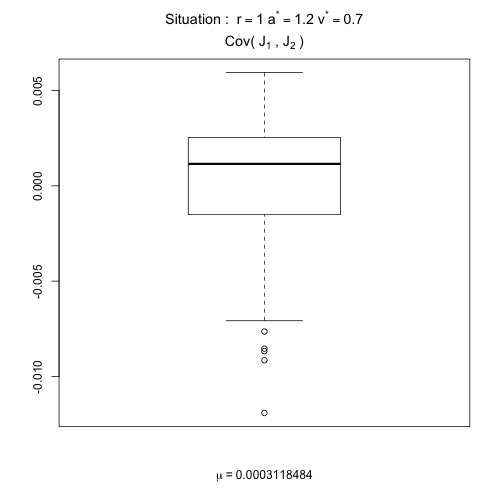 Situation : r = 1 a* = 1.2 v* = 0.7
Cov( J₁ , J₂ )
0.005
0.000
-0.005
-0.010
μ = 0.0003118484